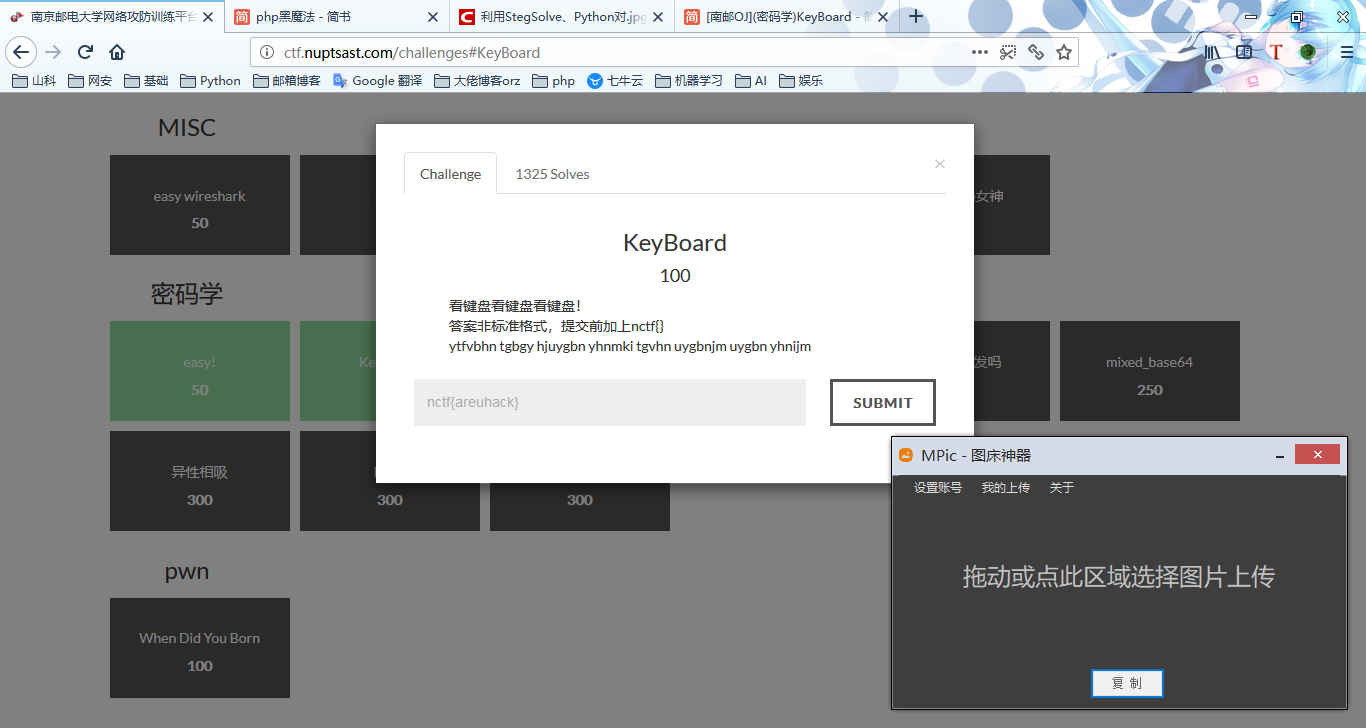 南京邮电大学网络攻防训练平台
php黑魔法 - 简书
利用StegSolve、Python对.jpg
[南邮OJ](密码学)KeyBoard -
ctf.nuptsast.com/challenges#KeyBoard
山科 网安 基础 Python 邮箱博客 Google 翻译 大佬博客orz php 七牛云 机器学习 AI 娱乐
MISC
easy wireshark
50
女神
Challenge
1325 Solves
×
KeyBoard
100
看键盘看键盘看键盘！
答案非标准格式，提交前加上nctf{}
ytfvbhn tgbgy hjuygbn yhnmki tgvhn uygbnjm uygbn yhnijm
nctf{areuhack}
SUBMIT
密码学
easy!
50
Ke
发吗
mixed_base64
250
异性相吸
300
300
300
pwn
When Did You Born
100
MPic - 图床神器
设置账号 我的上传 关于
拖动或点此区域选择图片上传
复 制